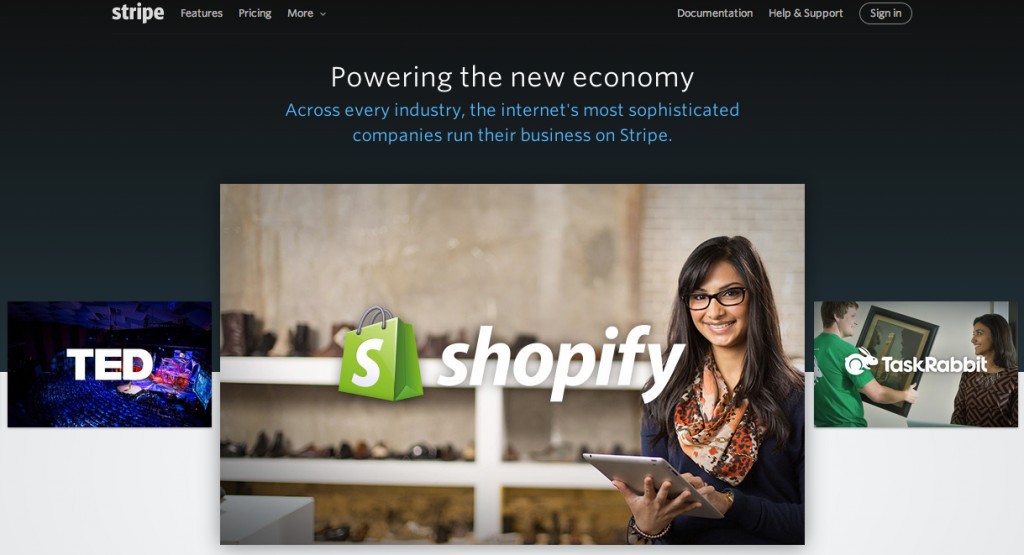 stripe Features Pricing More Documentation Help & Support Sign in
Powering the new economy
Across every industry, the internet's most sophisticated
companies run their business on Stripe.
TED
S shopify
TaskRabbit